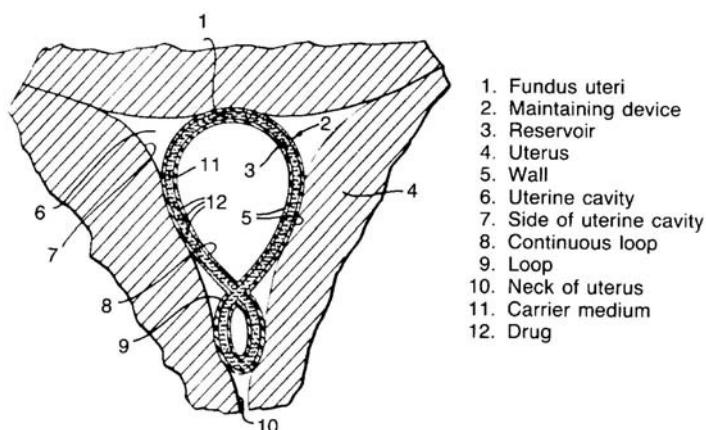 1
2
3
11
12
5
4
6
7
8
9
10
1. Fundus uteri
2. Maintaining device
3. Reservoir
4. Uterus
5. Wall
6. Uterine cavity
7. Side of uterine cavity
8. Continuous loop
9. Loop
10. Neck of uterus
11. Carrier medium
12. Drug